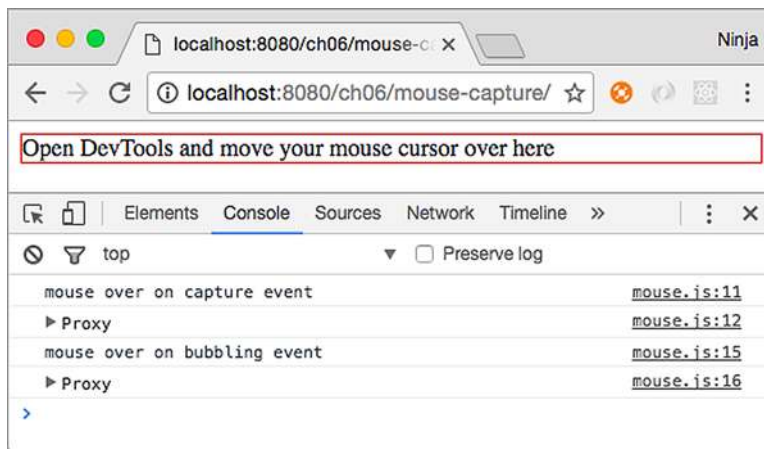 localhost:8080/ch06/mouse-c
Ninja
localhost:8080/ch06/mouse-capture/
Open DevTools and move your mouse cursor over here
Elements Console Sources Network Timeline »
top Preserve log
mouse over on capture event mouse.js:11
Proxy mouse.js:12
mouse over on bubbling event mouse.js:15
Proxy mouse.js:16